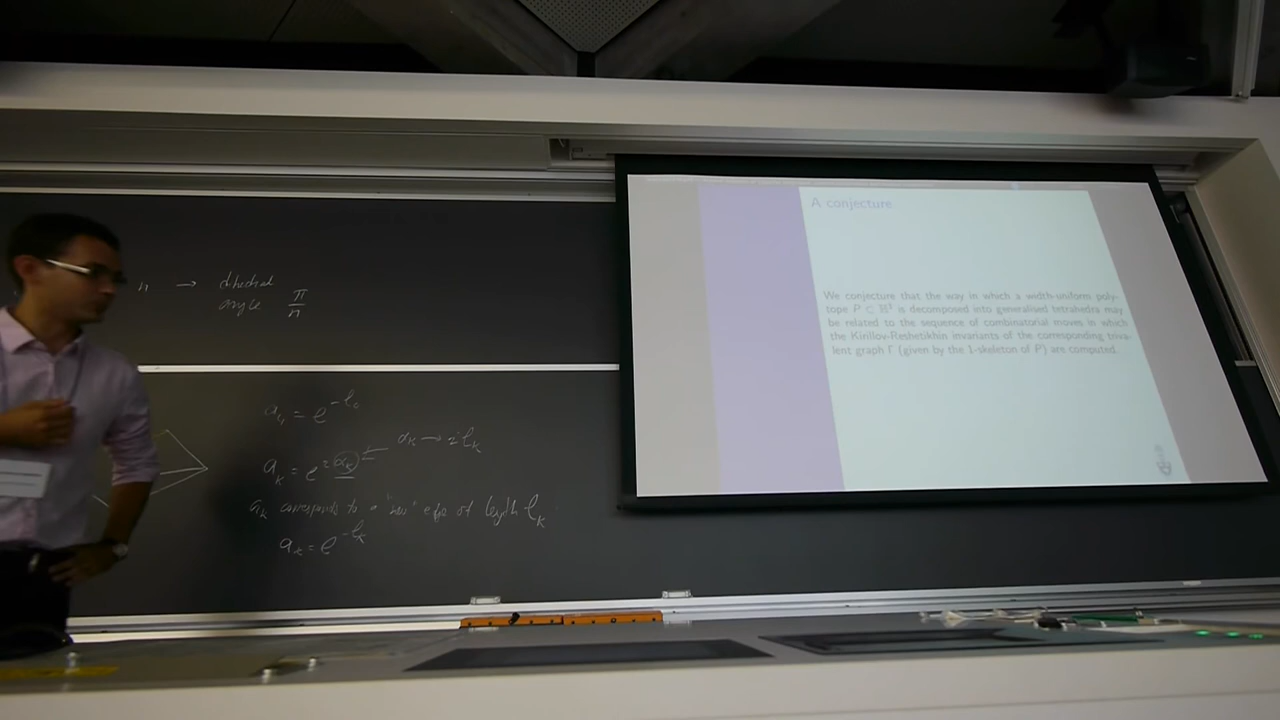 n → dihedral
angle π/n
= e
a_k = e^{i α_k} ← α_k → i l_k
a_k corresponds to a "new" edge of length l_k
a_k = e^{-l_k}
A conjecture
We conjecture that the way in which a width-uniform poly-
tope P ⊂ ℍ³ is decomposed into generalised tetrahedra may
be related to the sequence of combinatorial moves in which
the Kirillov-Reshetikhin invariants of the corresponding triva-
lent graph Γ (given by the 1-skeleton of P) are computed.